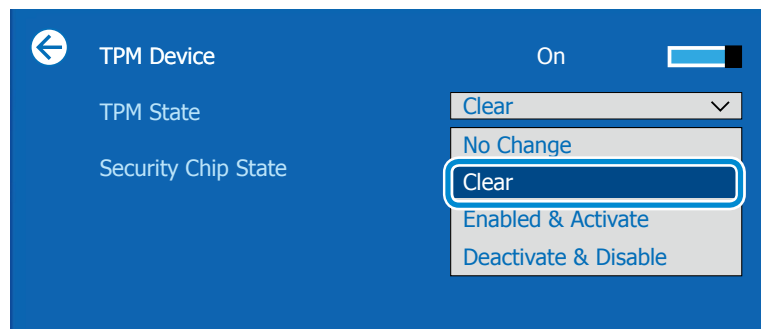 TPM Device On
TPM State Clear
No Change
Security Chip State Clear
Enabled & Activate
Deactivate & Disable